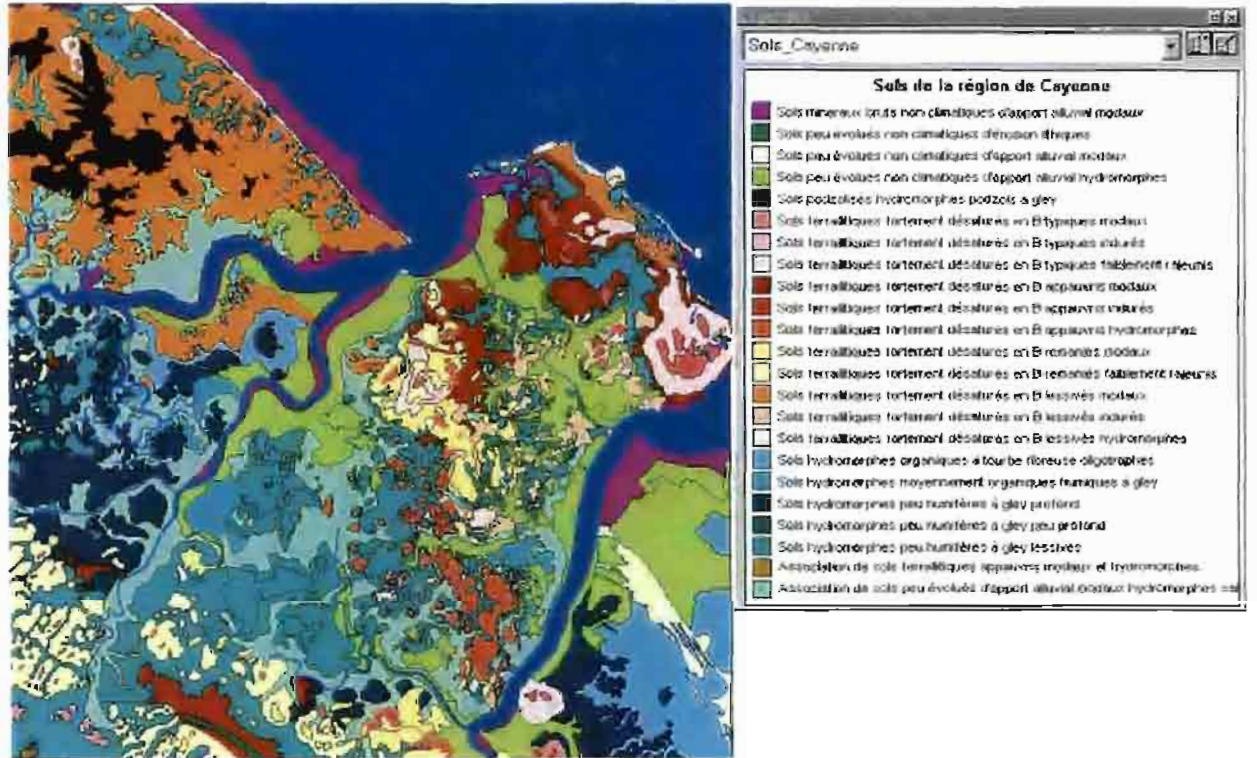 Sols_Cayenne
Sols de la région de Cayenne
Sols minéraux bruts non climatiques d'apport alluvial modaux
Sols peu évolués non climatiques d'érosion lithiques
Sols peu évolués non climatiques d'apport alluvial modaux
Sols peu évolués non climatiques d'apport alluvial hydromorphes
Sols podzolisés hydromorphes podzols à gley
Sols ferrallitiques fortement désaturés en B typiques modaux
Sols ferrallitiques fortement désaturés en B typiques indurés
Sols ferrallitiques fortement désaturés en B typiques faiblement rajeunis
Sols ferrallitiques fortement désaturés en B appauvris modaux
Sols ferrallitiques fortement désaturés en B appauvris indurés
Sols ferrallitiques fortement désaturés en B appauvris hydromorphes
Sols ferrallitiques fortement désaturés en B remaniés modaux
Sols ferrallitiques fortement désaturés en B remaniés faiblement rajeunis
Sols ferrallitiques fortement désaturés en B lessivés modaux
Sols ferrallitiques fortement désaturés en B lessivés indurés
Sols ferrallitiques fortement désaturés en B lessivés hydromorphes
Sols hydromorphes organiques à tourbe fibreuse oligotrophes
Sols hydromorphes moyennement organiques humiques à gley
Sols hydromorphes peu humifères à gley profond
Sols hydromorphes peu humifères à gley peu profond
Sols hydromorphes peu humifères à gley lessivés
Association de sols ferrallitiques appauvris modaux et hydromorphes
Association de sols peu évolués d'apport alluvial modaux hydromorphes